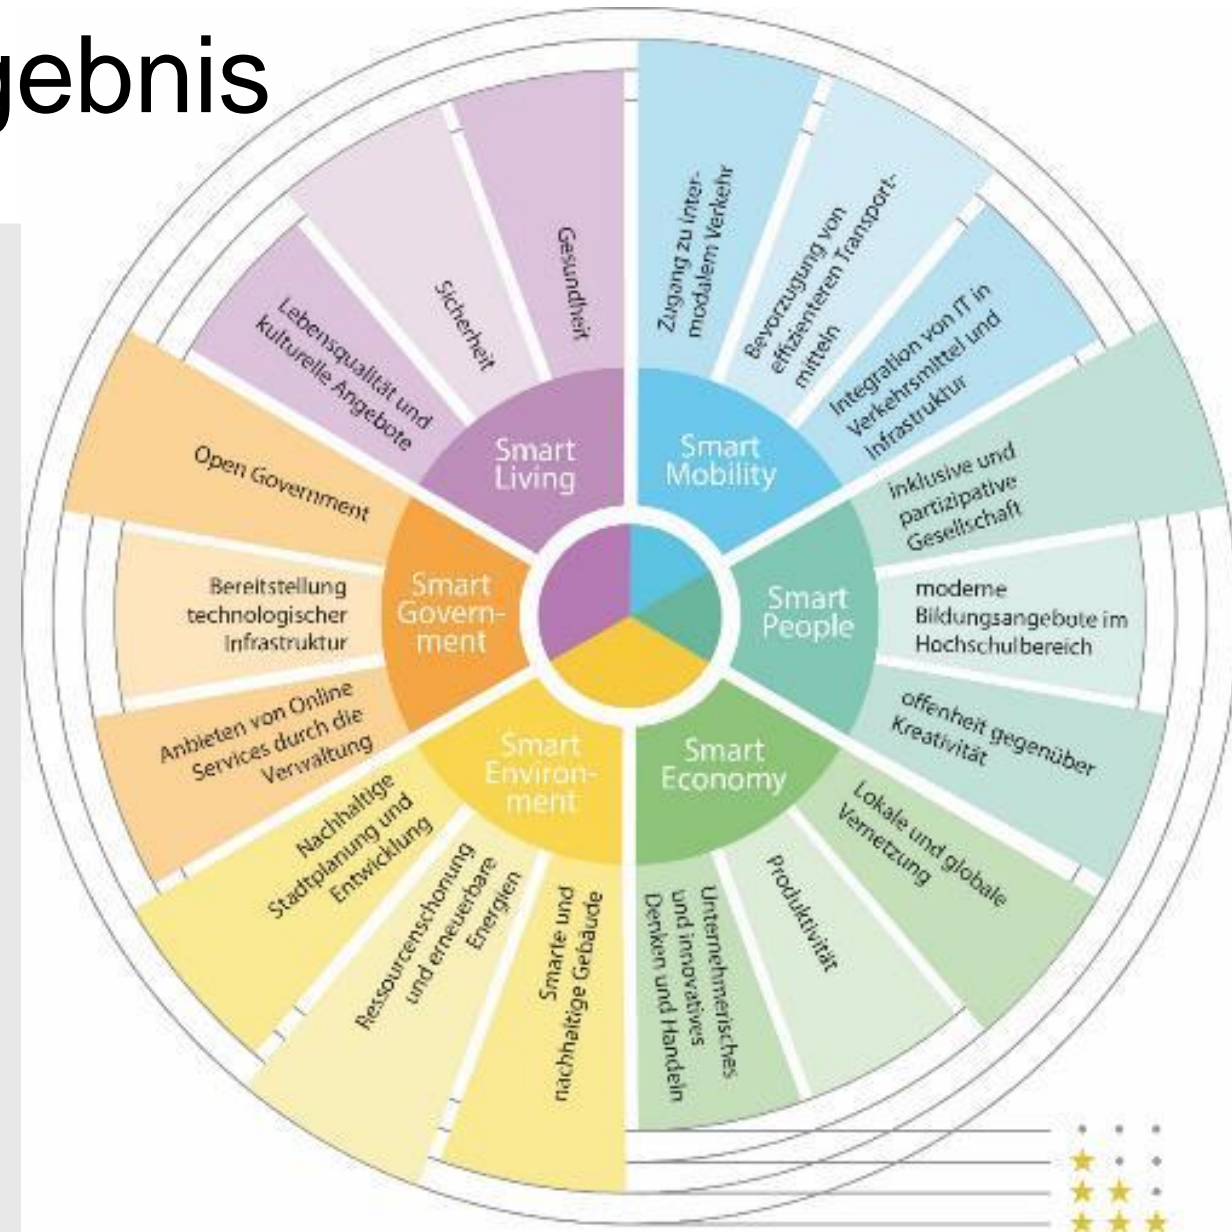 gebnis
Gesundheit
Sicherheit
Lebensqualität und
kulturelle Angebote
Smart
Living
Zugang zu inter-
modalem Verkehr
Bevorzugung von
effizienteren Transport-
mitteln
Integration von IT in
Verkehrsmittel und
Infrastruktur
Smart
Mobility
inklusive und
partizipative
Gesellschaft
moderne
Bildungsangebote im
Hochschulbereich
offenheit gegenüber
Kreativität
Smart
People
Lokale und globale
Vernetzung
Produktivität
Unternehmerisches
und innovatives
Denken und Handeln
Smart
Economy
Smarte und
nachhaltige Gebäude
Ressourcenschonung
und erneuerbare
Energien
Nachhaltige
Stadtplanung und
Entwicklung
Smart
Environ-
ment
Anbieten von Online
Services durch die
Verwaltung
Bereitstellung
technologischer
Infrastruktur
Open Government
Smart
Govern-
ment